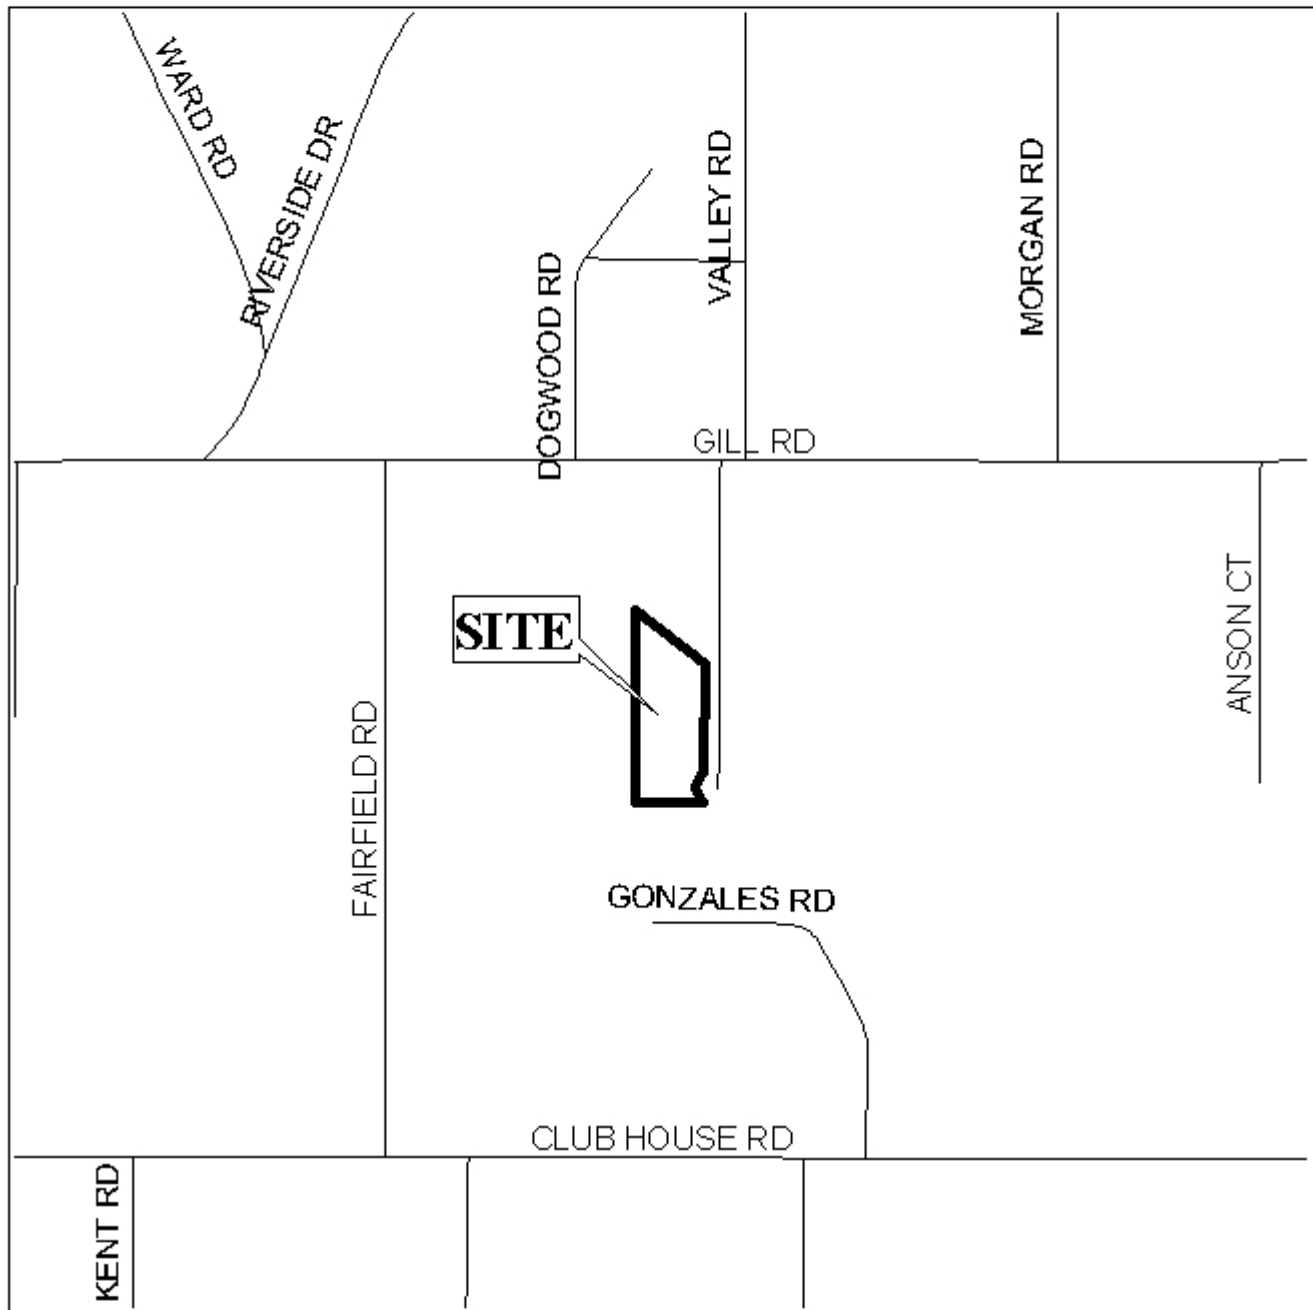 WARD RD
RIVERSIDE DR
VALLEY RD
MORGAN RD
DOGWOOD RD
GILL RD
ANSON CT
SITE
FAIRFIELD RD
GONZALES RD
CLUB HOUSE RD
KENT RD